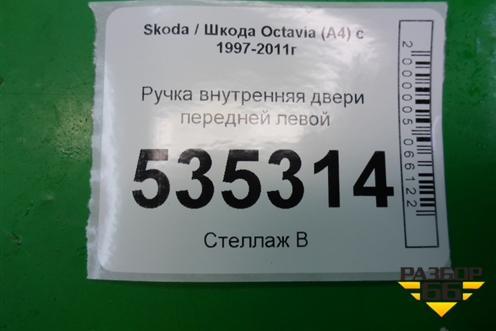 Skoda / Шкода Octavia (A4) с
1997-2011г
Ручка внутренняя двери
передней левой
535314
Стеллаж В
2000005066122
РАЗБОР
66